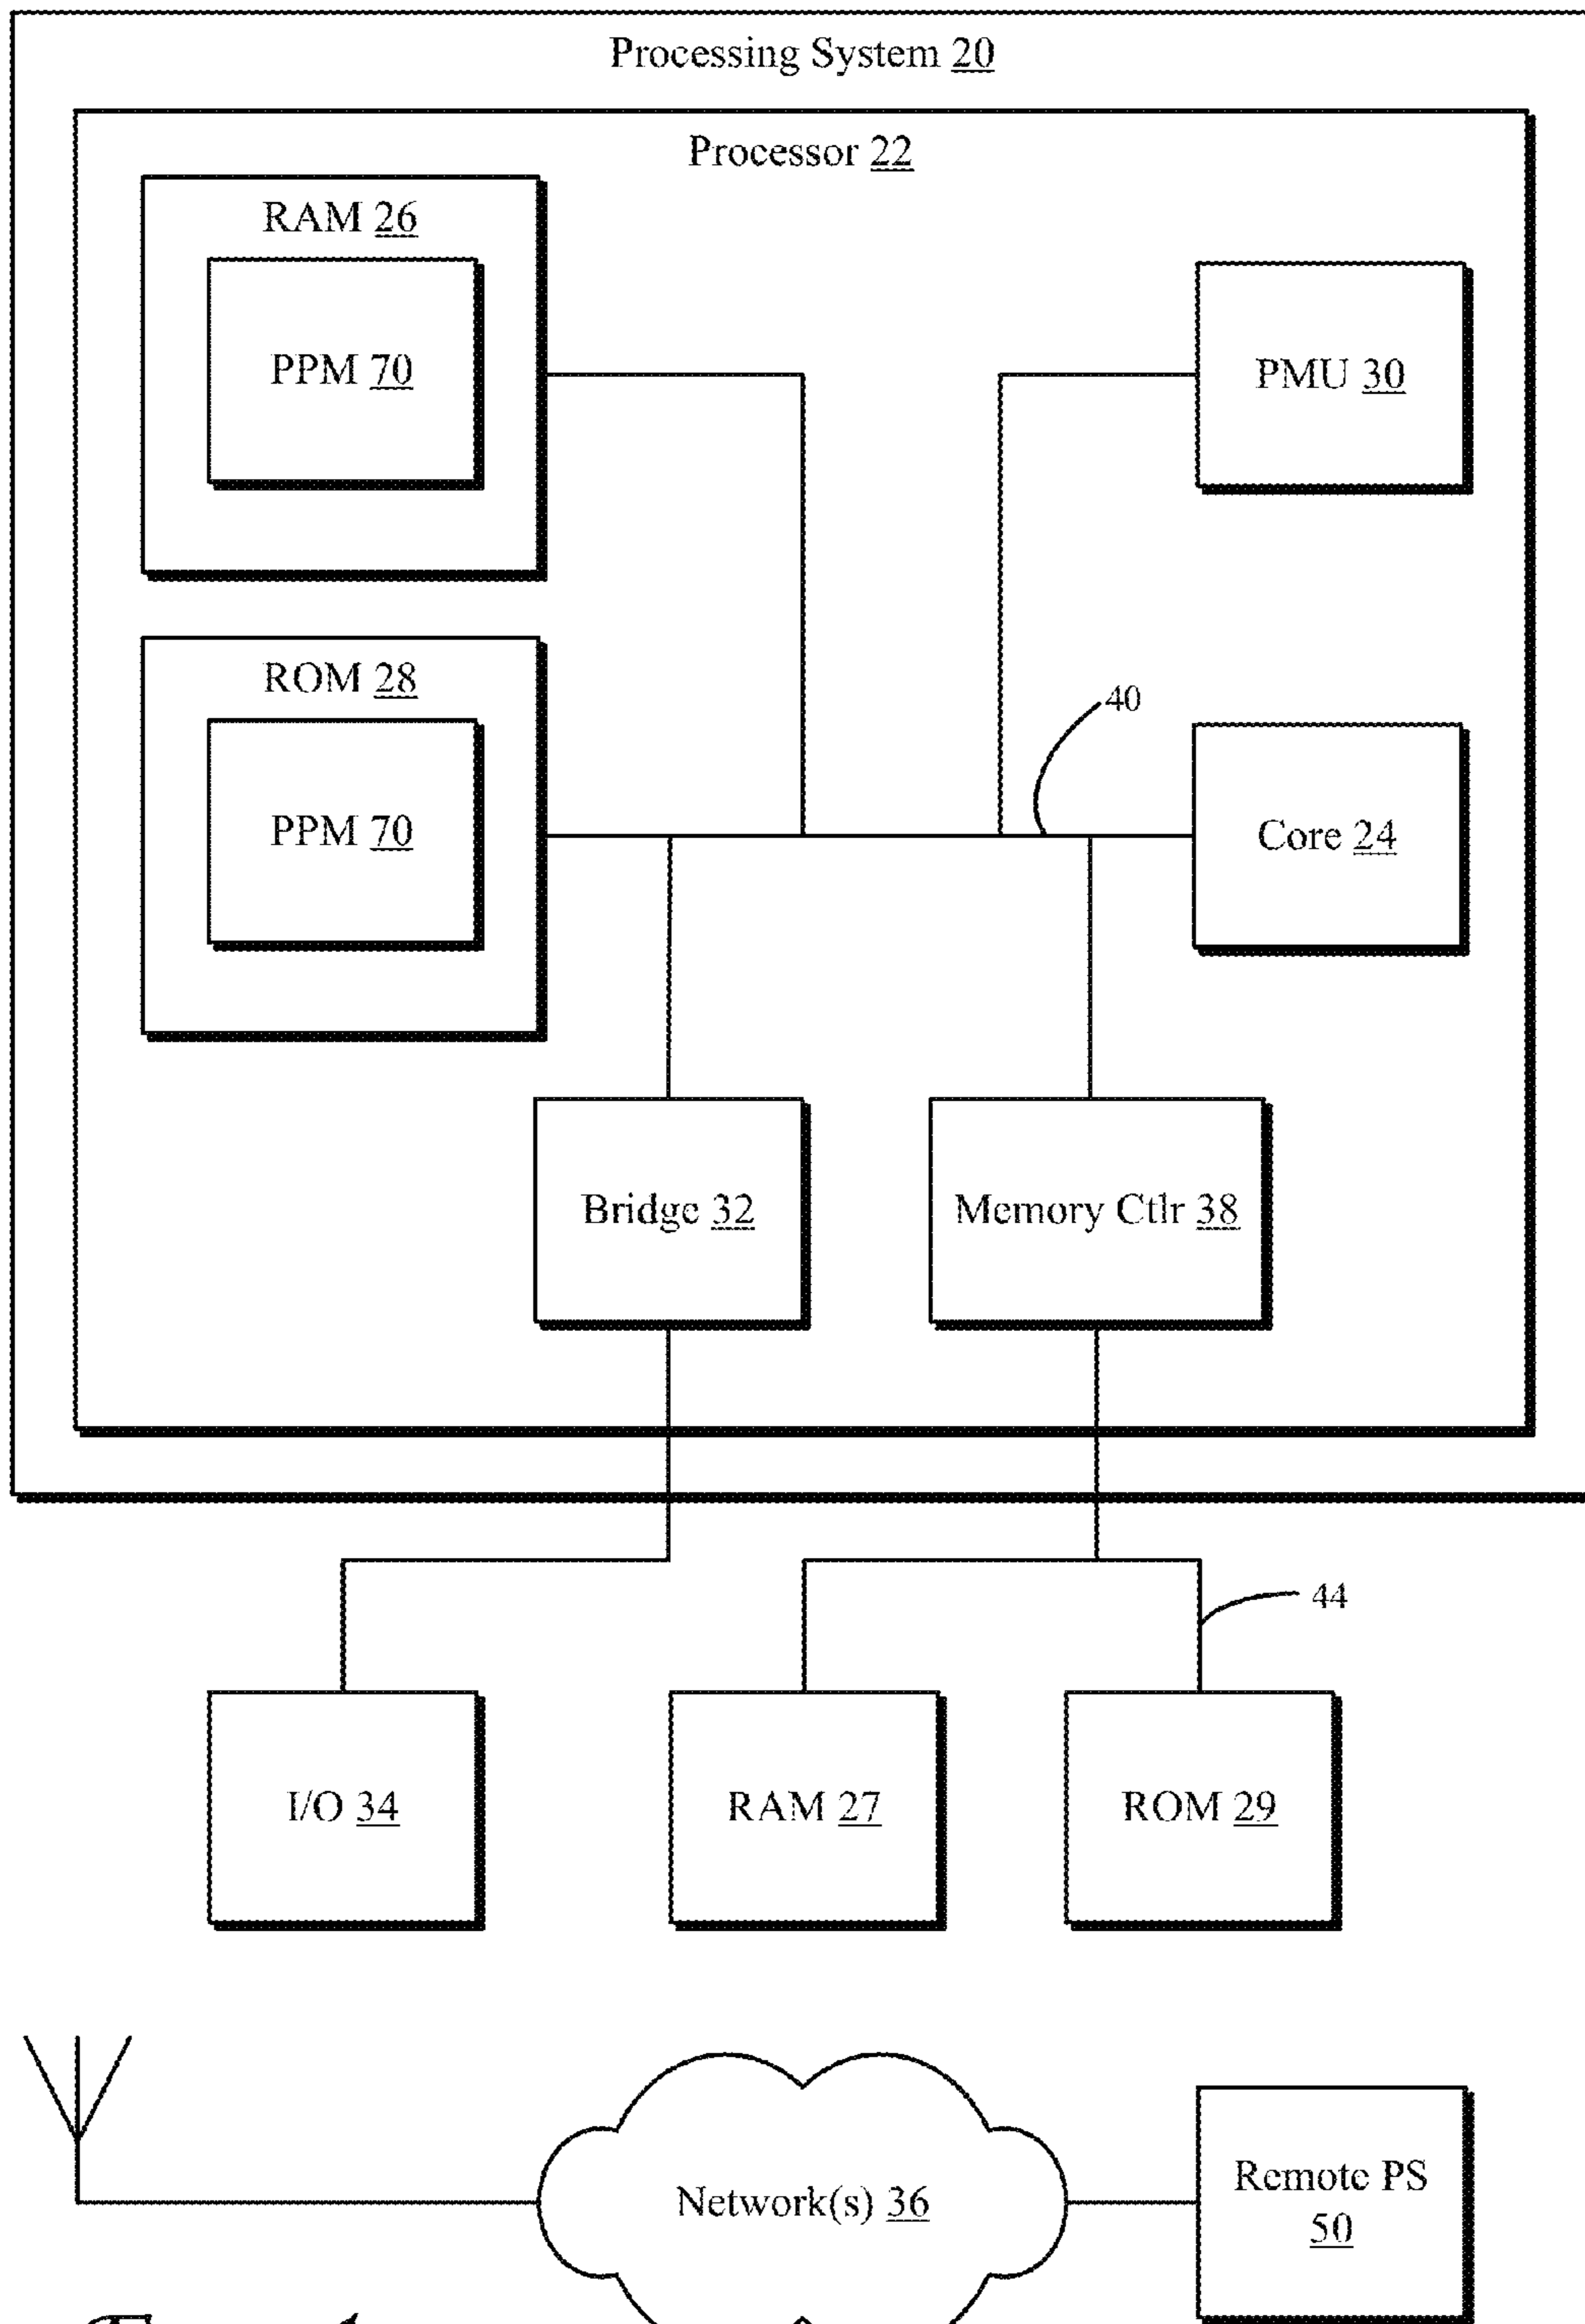 Processing System 20
Processor 22
RAM 26
PPM 70
PMU 30
ROM 28
PPM 70
40
Core 24
Bridge 32
Memory Ctlr 38
44
I/O 34
RAM 27
ROM 29
Network(s) 36
Remote PS
50